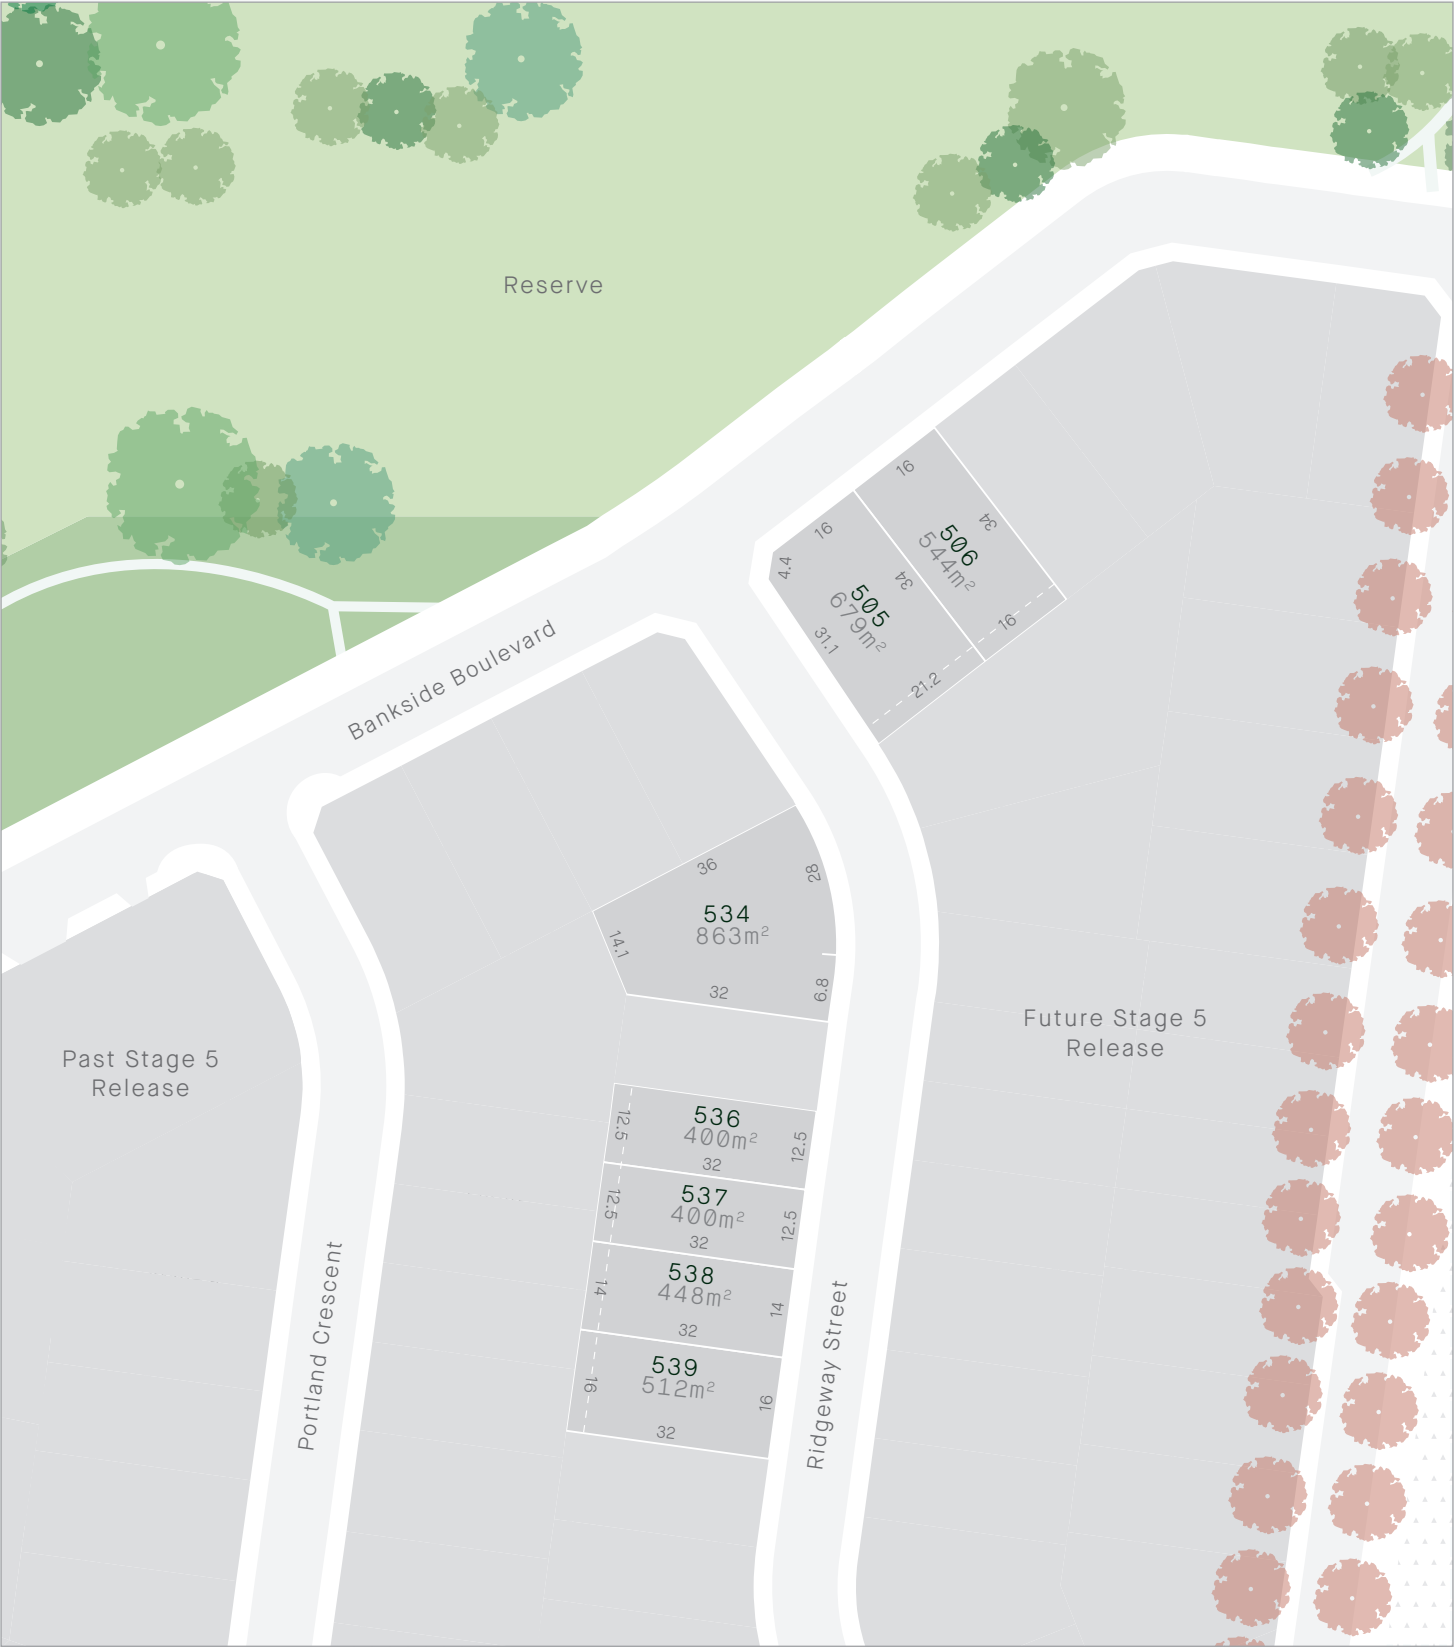 Reserve
16
34
506
544m²
16
16
4.4
34
505
679m²
31.1
21.2
Bankside Boulevard
36
28
534
863m²
14.1
32
6.8
Future Stage 5
Release
Past Stage 5
Release
12.5
536
400m²
12.5
32
12.5
537
400m²
12.5
32
14
538
448m²
14
32
16
539
512m²
16
32
Portland Crescent
Ridgeway Street